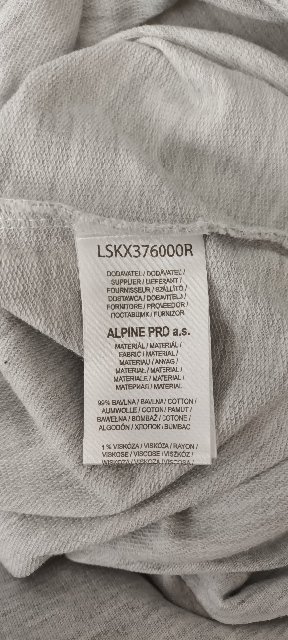 LSKX376000R
DODAVATEL / DODÁVATEĽ /
SUPPLIER / LIEFERANT /
FOURNISSEUR / SZÁLLÍTÓ /
DOSTAWCA / DOBAVITELJ /
FORNITORE / PROVEEDOR /
ПОСТАВЩИК / FURNIZOR
ALPINE PRO a.s.
MATERIÁL / MATERIÁL /
FABRIC / MATERIAL /
MATERIAU / ANYAG /
MATERIAŁ / MATERIAL /
MATERIALE / MATERIAL /
МАТЕРИАЛ / MATERIAL
99% BAVLNA / BAVLNA / COTTON /
AUMWOLLE / COTON / PAMUT /
BAWEŁNA / BOMBAŽ / COTONE /
ALGODÓN / ХЛОПОК / BUMBAC
1 % VISKÓZA / VISKÓZA / RAYON /
VISKOSE / VISCOSE / VISZKÓZ /